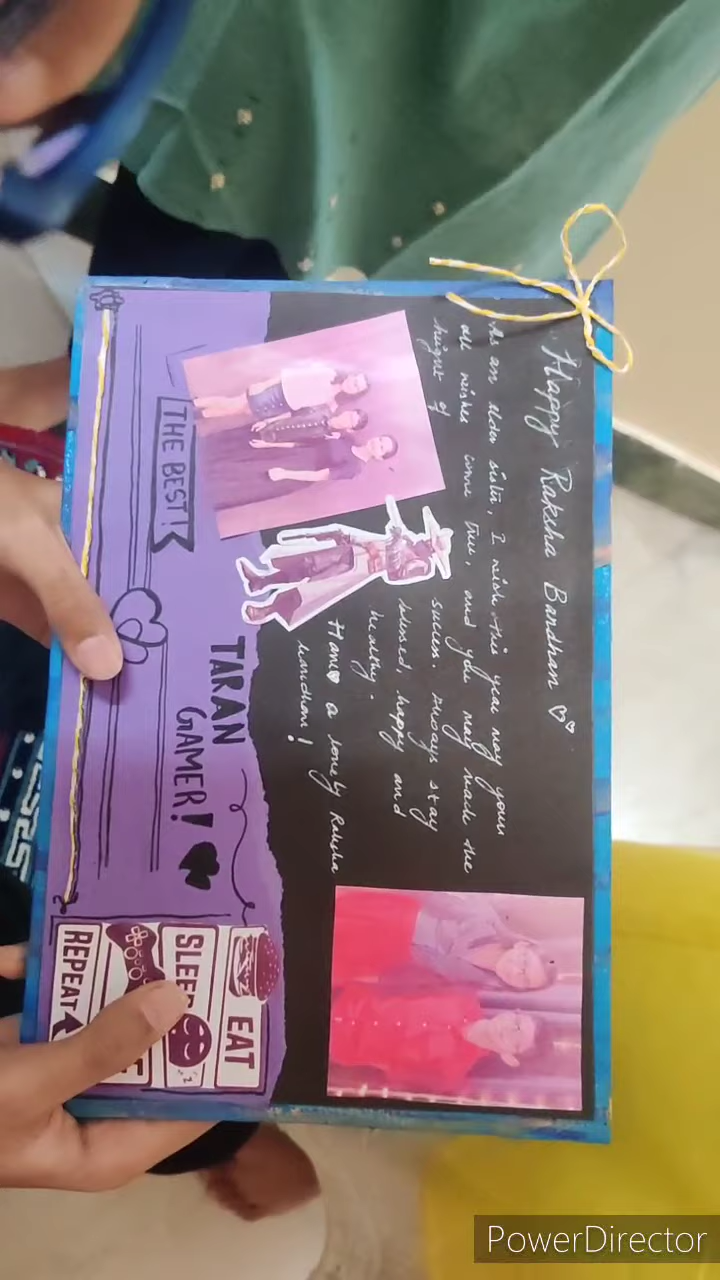 Happy Raksha Bandhan
As an elder sister, I wish this year may your
all wishes come true, and you may reach the
height of
success. Always stay
blessed, happy and
healthy.
Have a lovely Raksha
bandhan!
THE BEST!
TARAN
GAMER!
EAT
SLEEP
REPEAT
PowerDirector